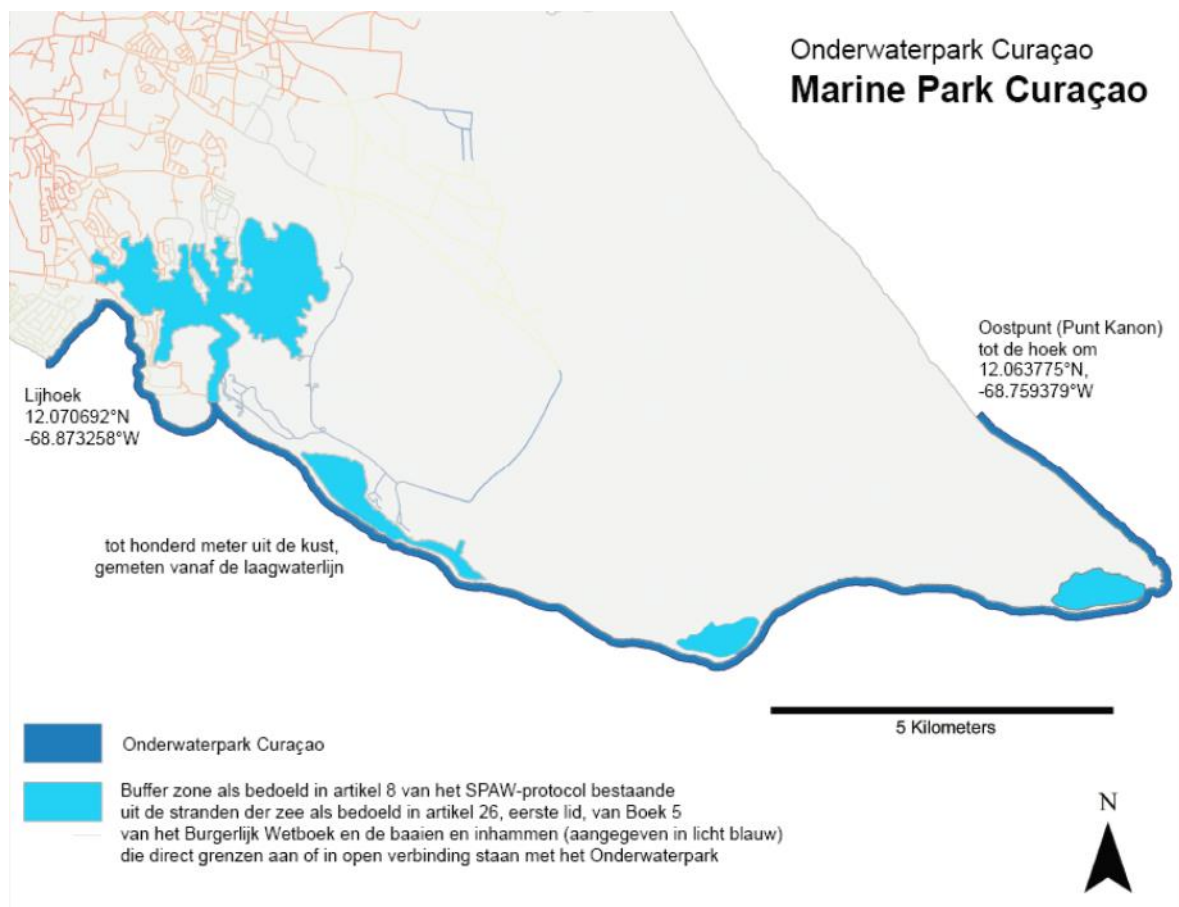 Onderwaterpark Curaçao
Marine Park Curaçao
Oostpunt (Punt Kanon)
tot de hoek om
12.063775°N,
-68.759379°W
Lijhoek
12.070692°N
-68.873258°W
tot honderd meter uit de kust,
gemeten vanaf de laagwaterlijn
5 Kilometers
Onderwaterpark Curaçao
Buffer zone als bedoeld in artikel 8 van het SPAW-protocol bestaande
uit de stranden der zee als bedoeld in artikel 26, eerste lid, van Boek 5
van het Burgerlijk Wetboek en de baaien en inhammen (aangegeven in licht blauw)
die direct grenzen aan of in open verbinding staan met het Onderwaterpark
N